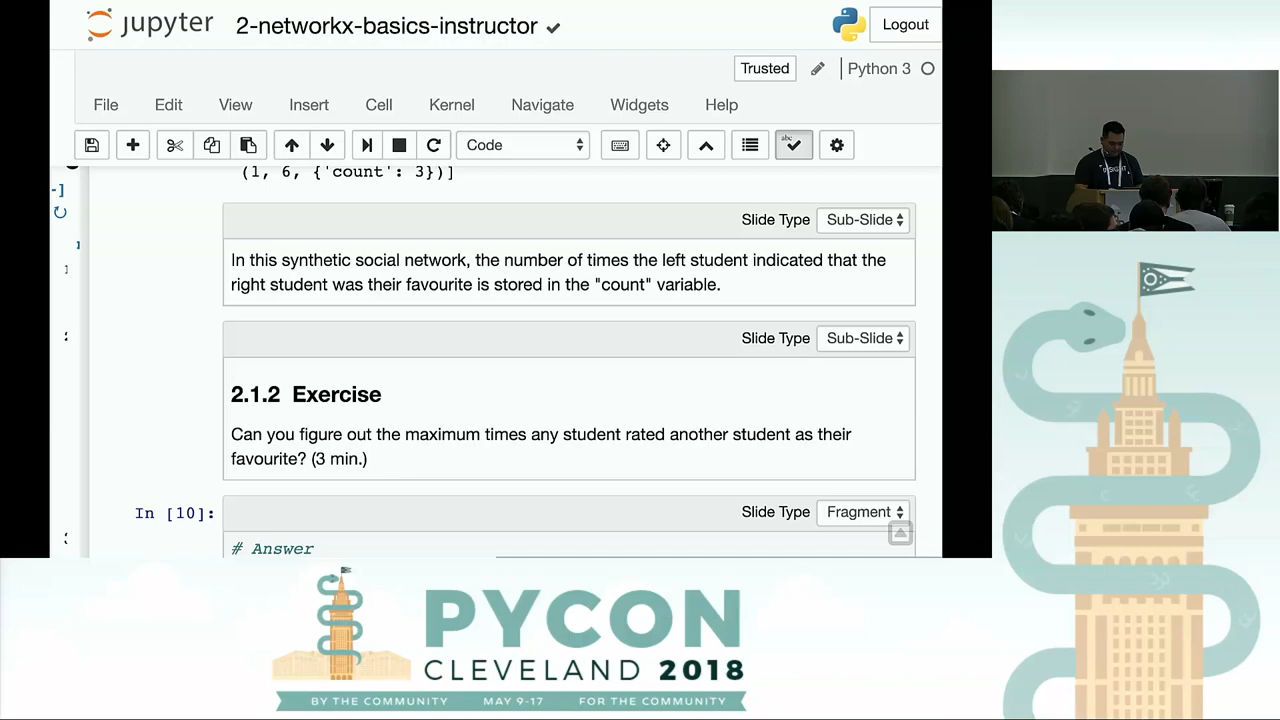 jupyter 2-networkx-basics-instructor Logout
Trusted Python 3
File Edit View Insert Cell Kernel Navigate Widgets Help
Code abc
(1, 6, {'count': 3})]
Slide Type Sub-Slide
In this synthetic social network, the number of times the left student indicated that the
right student was their favourite is stored in the "count" variable.
Slide Type Sub-Slide
2.1.2 Exercise
Can you figure out the maximum times any student rated another student as their
favourite? (3 min.)
In [10]:
Slide Type Fragment
# Answer
INSIGHT
PYCON
CLEVELAND 2018
BY THE COMMUNITY MAY 9-17 FOR THE COMMUNITY